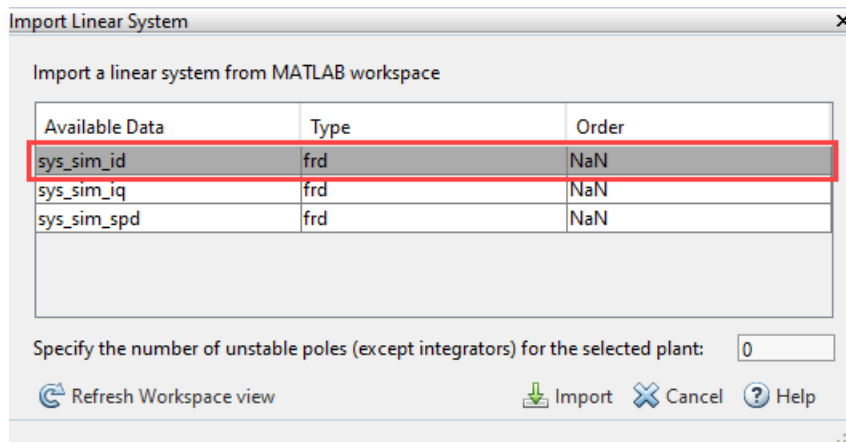 Import Linear System
Import a linear system from MATLAB workspace
Available Data Type Order
sys_sim_id frd NaN
sys_sim_iq frd NaN
sys_sim_spd frd NaN
Specify the number of unstable poles (except integrators) for the selected plant: 0
Refresh Workspace view Import Cancel Help